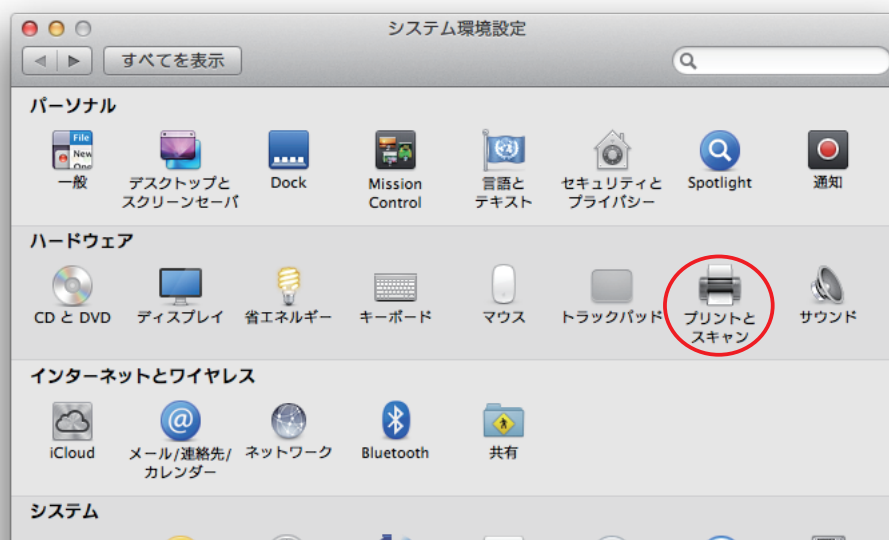 システム環境設定
すべてを表示
パーソナル
File
New
One
一般
デスクトップと
スクリーンセーバ
Dock
Mission
Control
言語と
テキスト
セキュリティと
プライバシー
Spotlight
通知
ハードウェア
CD と DVD
ディスプレイ
省エネルギー
キーボード
マウス
トラックパッド
プリントと
スキャン
サウンド
インターネットとワイヤレス
iCloud
@
メール/連絡先/
カレンダー
ネットワーク
Bluetooth
共有
システム